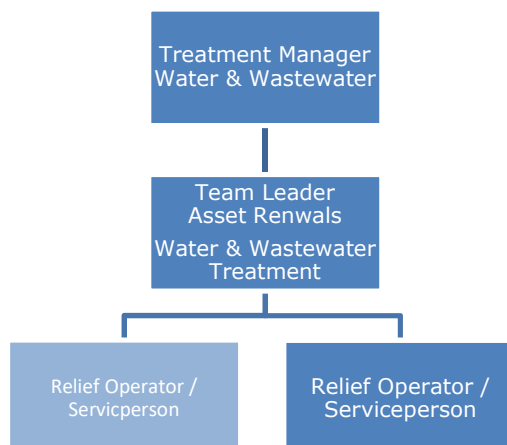 Treatment Manager
Water & Wastewater
Team Leader
Asset Renwals
Water & Wastewater
Treatment
Relief Operator /
Servicperson
Relief Operator /
Serviceperson